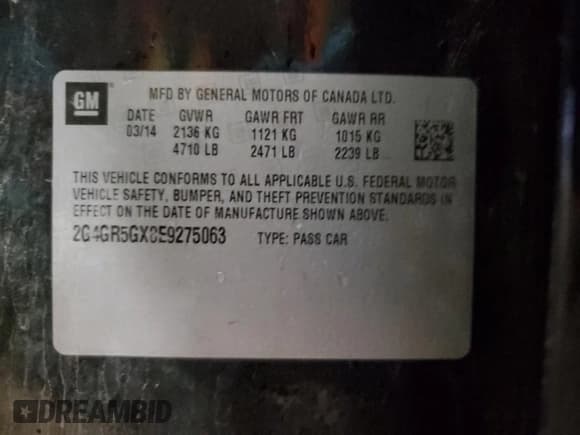 GM
MFD BY GENERAL MOTORS OF CANADA LTD.
DATE GVWR GAWR FRT GAWR RR
03/14 2136 KG 1121 KG 1015 KG
4710 LB 2471 LB 2239 LB
THIS VEHICLE CONFORMS TO ALL APPLICABLE U.S. FEDERAL MOTOR
VEHICLE SAFETY, BUMPER, AND THEFT PREVENTION STANDARDS IN
EFFECT ON THE DATE OF MANUFACTURE SHOWN ABOVE.
2G4GR5GX8E9275063 TYPE: PASS CAR
DREAMBID